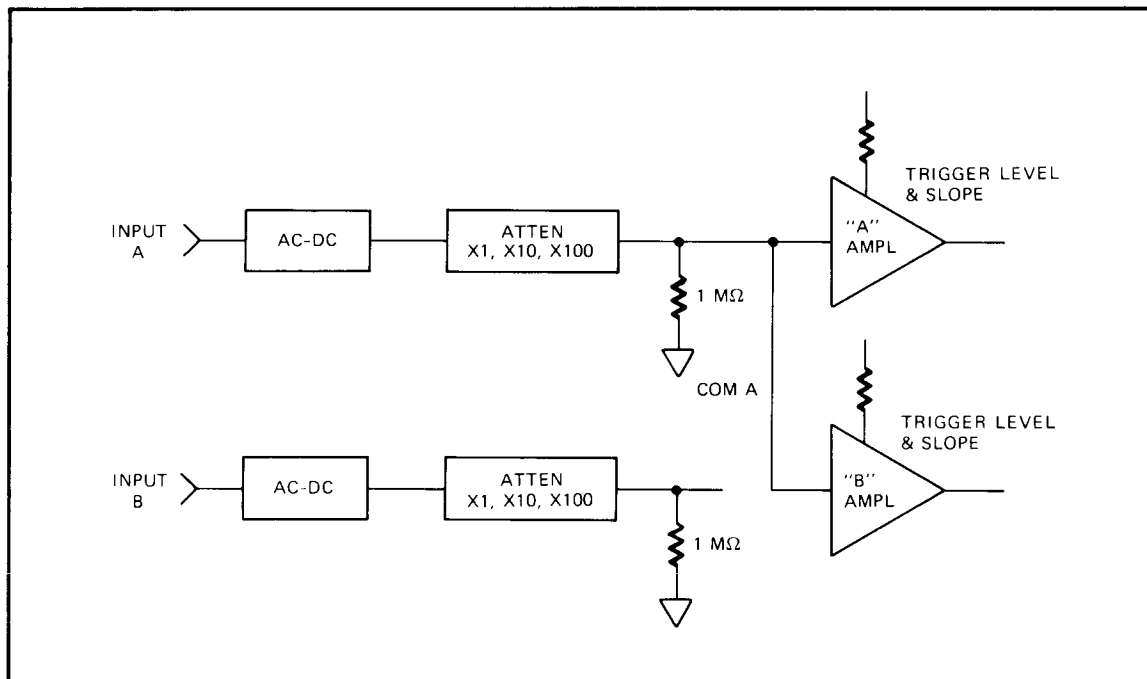 INPUT
A
AC-DC
ATTEN
X1, X10, X100
1 MΩ
"A"
AMPL
TRIGGER LEVEL
& SLOPE
COM A
INPUT
B
AC-DC
ATTEN
X1, X10, X100
1 MΩ
"B"
AMPL
TRIGGER LEVEL
& SLOPE